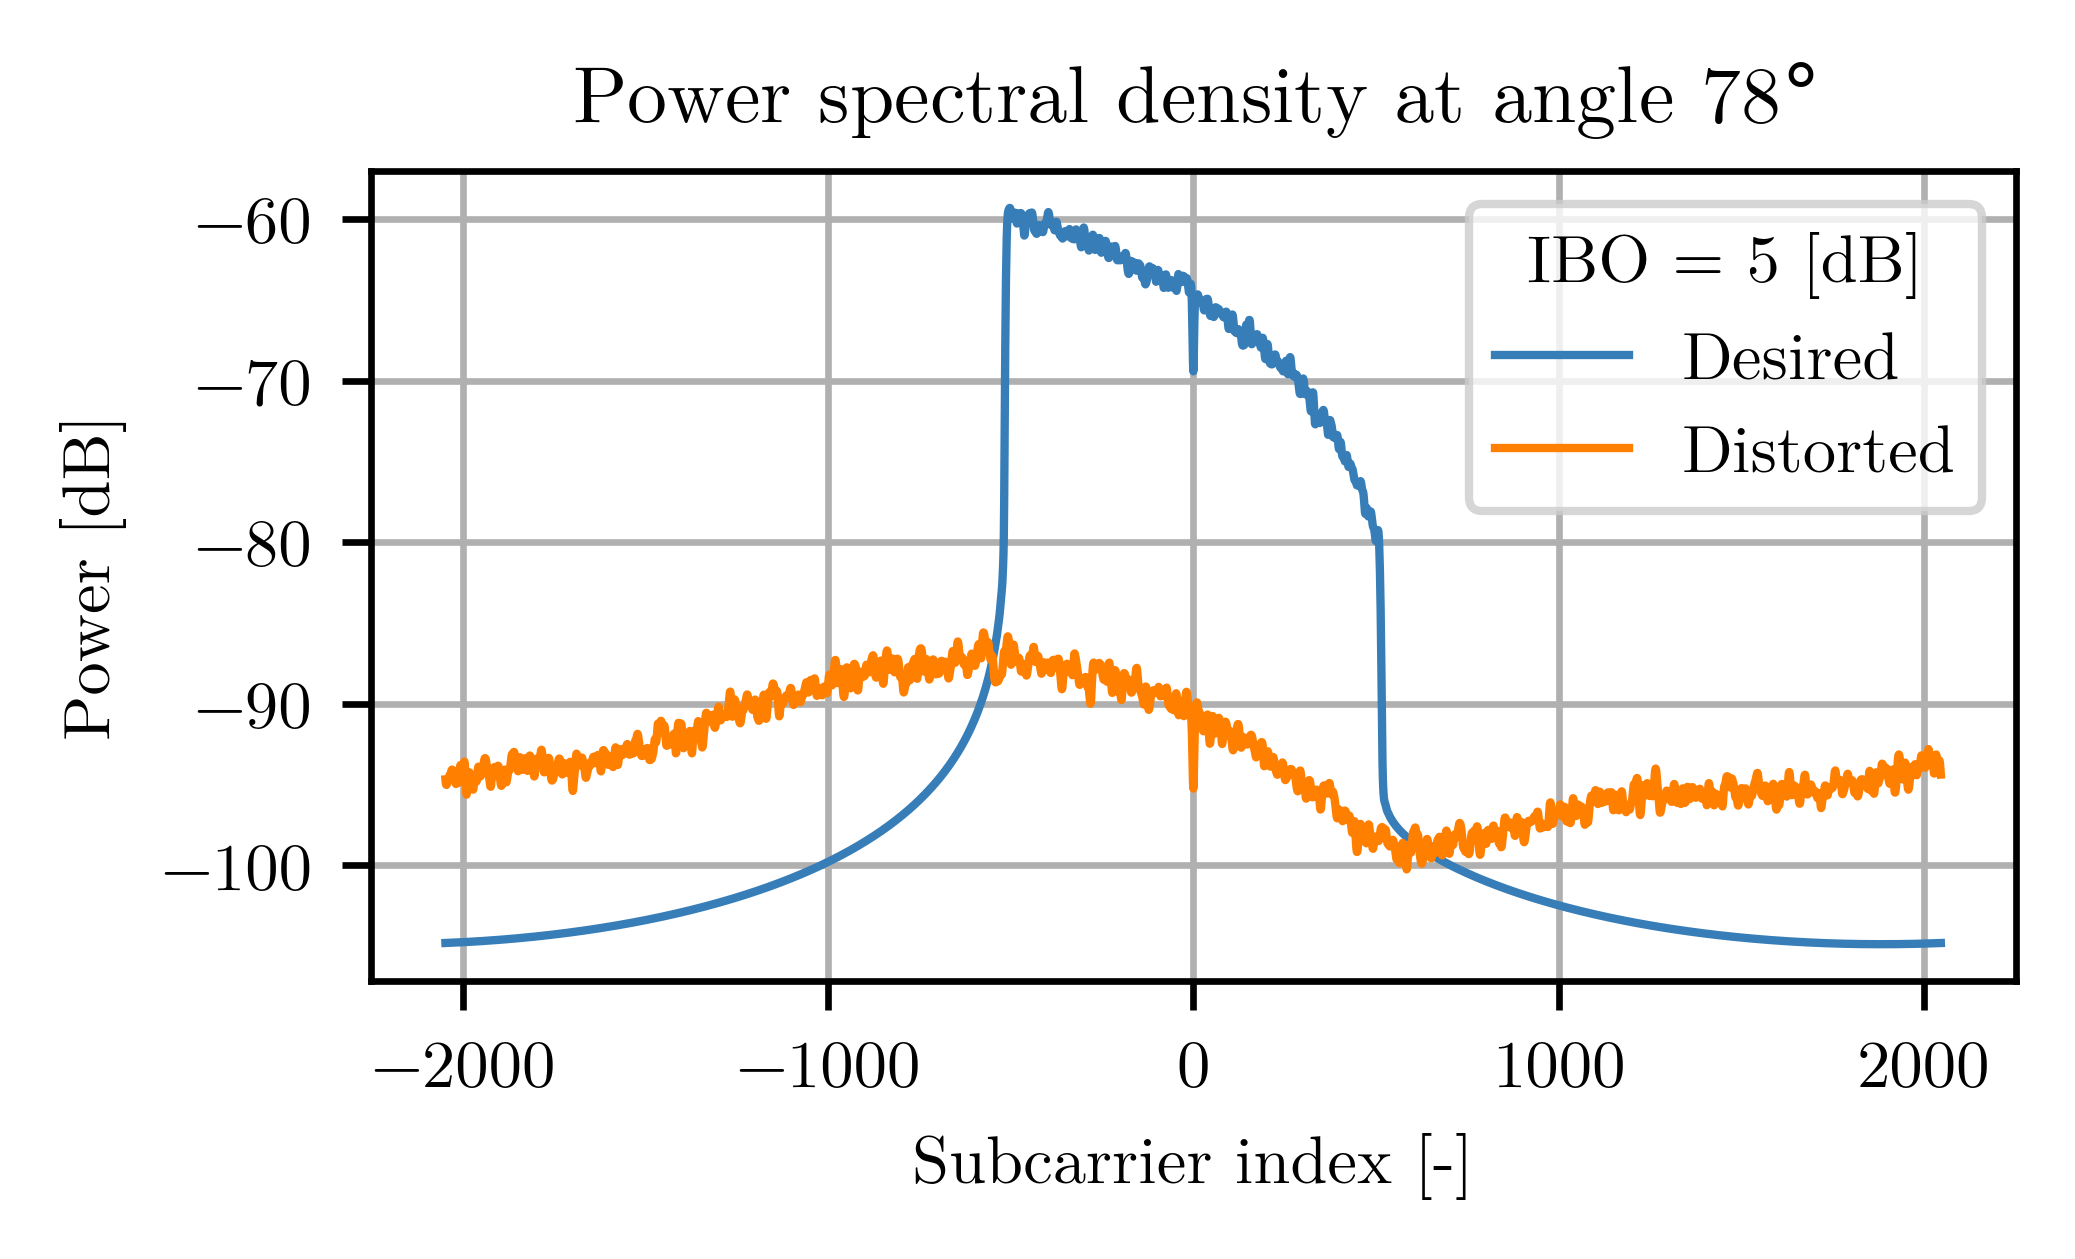 Power spectral density at angle 78°
Power [dB]
−60
−70
−80
−90
−100
IBO = 5 [dB]
Desired
Distorted
−2000
−1000
0
1000
2000
Subcarrier index [-]